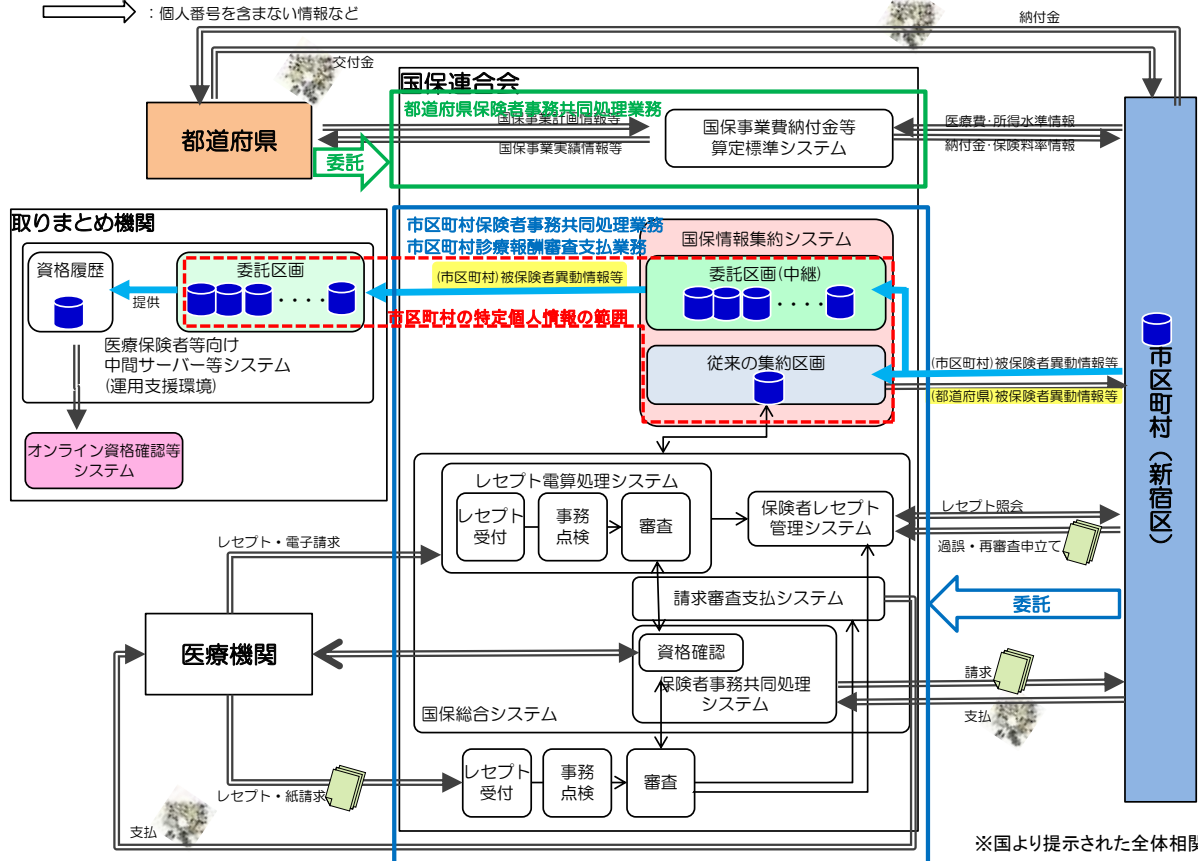 ：個人番号を含まない情報など
納付金
交付金
国保連合会
都道府県保険者事務共同処理業務
国保事業計画情報等
国保事業実績情報等
都道府県
委託
国保事業費納付金等
算定標準システム
医療費・所得水準情報
納付金・保険料率情報
取りまとめ機関
資格履歴
提供
委託区画
・・・・
医療保険者等向け
中間サーバー等システム
(運用支援環境)
オンライン資格確認等
システム
市区町村保険者事務共同処理業務
市区町村診療報酬審査支払業務
(市区町村)被保険者異動情報等
市区町村の特定個人情報の範囲
国保情報集約システム
委託区画(中継)
・・・・
従来の集約区画
(市区町村)被保険者異動情報等
(都道府県)被保険者異動情報等
市区町村（新宿区）
レセプト電算処理システム
レセプト
受付
事務
点検
審査
保険者レセプト
管理システム
レセプト照会
過誤・再審査申立て
レセプト・電子請求
請求審査支払システム
委託
医療機関
資格確認
保険者事務共同処理
システム
請求
支払
国保総合システム
レセプト・紙請求
レセプト
受付
事務
点検
審査
支払
※国より提示された全体相関